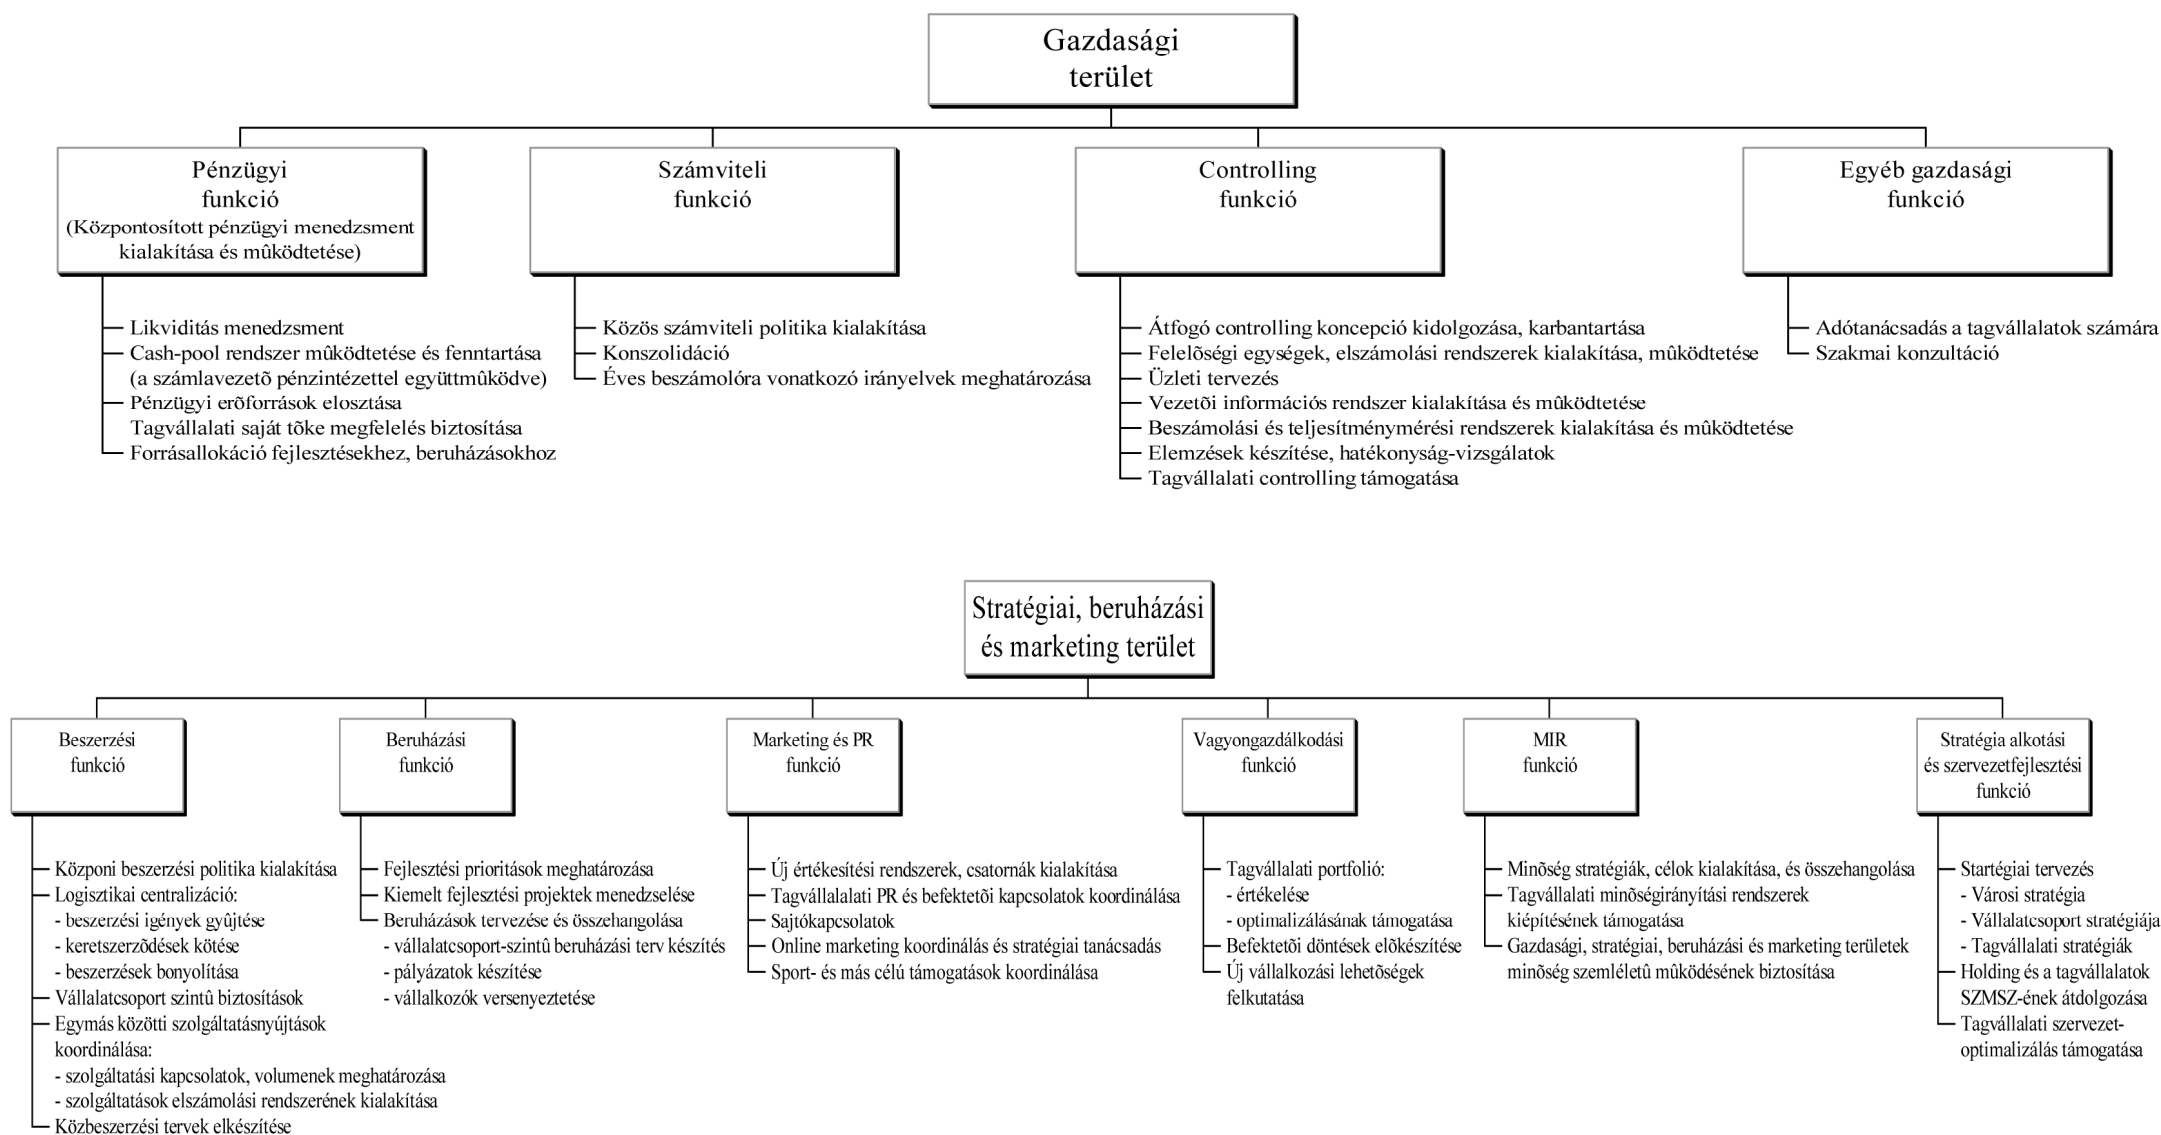 Gazdasági
terület
Pénzügyi
funkció
(Központosított pénzügyi menedzsment
kialakítása és mûködtetése)
Likviditás menedzsment
Cash-pool rendszer mûködtetése és fenntartása
(a számlavezetõ pénzintézettel együttmûködve)
Pénzügyi erõforrások elosztása
Tagvállalati saját tõke megfelelés biztosítása
Forrásallokáció fejlesztésekhez, beruházásokhoz
Számviteli
funkció
Közös számviteli politika kialakítása
Konszolidáció
Éves beszámolóra vonatkozó irányelvek meghatározása
Controlling
funkció
Átfogó controlling koncepció kidolgozása, karbantartása
Felelõségi egységek, elszámolási rendszerek kialakítása, mûködtetése
Üzleti tervezés
Vezetõi információs rendszer kialakítása és mûködtetése
Beszámolási és teljesítménymérési rendszerek kialakítása és mûködtetése
Elemzések készítése, hatékonyság-vizsgálatok
Tagvállalati controlling támogatása
Egyéb gazdasági
funkció
Adótanácsadás a tagvállalatok számára
Szakmai konzultáció
Stratégiai, beruházási
és marketing terület
Beszerzési
funkció
Közponi beszerzési politika kialakítása
Logisztikai centralizáció:
- beszerzési igények gyûjtése
- keretszerzõdések kötése
- beszerzések bonyolítása
Vállalatcsoport szintû biztosítások
Egymás közötti szolgáltatásnyújtások
koordinálása:
- szolgáltatási kapcsolatok, volumenek meghatározása
- szolgáltatások elszámolási rendszerének kialakítása
Közbeszerzési tervek elkészítése
Beruházási
funkció
Fejlesztési prioritások meghatározása
Kiemelt fejlesztési projektek menedzselése
Beruházások tervezése és összehangolása
- vállalatcsoport-szintû beruházási terv készítés
- pályázatok készítése
- vállalkozók versenyeztetése
Marketing és PR
funkció
Új értékesítési rendszerek, csatornák kialakítása
Tagvállalalati PR és befektetõi kapcsolatok koordinálása
Sajtókapcsolatok
Online marketing koordinálás és stratégiai tanácsadás
Sport- és más célú támogatások koordinálása
Vagyongazdálkodási
funkció
Tagvállalati portfolió:
- értékelése
- optimalizálásának támogatása
Befektetõi döntések elõkészítése
Új vállalkozási lehetõségek
felkutatása
MIR
funkció
Minõség stratégiák, célok kialakítása, és összehangolása
Tagvállalati minõségirányítási rendszerek
kiépítésének támogatása
Gazdasági, stratégiai, beruházási és marketing területek
minõség szemléletû mûködésének biztosítása
Stratégia alkotási
és szervezetfejlesztési
funkció
Startégiai tervezés
- Városi stratégia
- Vállalatcsoport stratégiája
- Tagvállalati stratégiák
Holding és a tagvállalatok
SZMSZ-ének átdolgozása
Tagvállalati szervezet-
optimalizálás támogatása